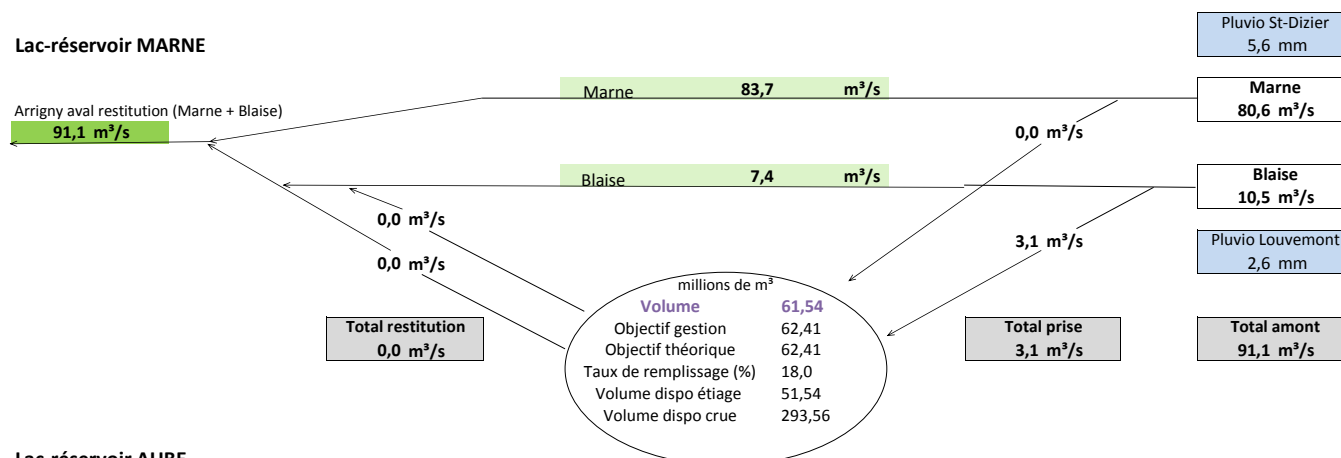 Pluvio St-Dizier
5,6 mm
Lac-réservoir MARNE
Marne 83,7 m³/s
Marne
80,6 m³/s
Arrigny aval restitution (Marne + Blaise)
91,1 m³/s
0,0 m³/s
Blaise 7,4 m³/s
Blaise
10,5 m³/s
0,0 m³/s
3,1 m³/s
Pluvio Louvemont
2,6 mm
0,0 m³/s
millions de m³
Volume 61,54
Objectif gestion 62,41
Objectif théorique 62,41
Taux de remplissage (%) 18,0
Volume dispo étiage 51,54
Volume dispo crue 293,56
Total restitution
0,0 m³/s
Total prise
3,1 m³/s
Total amont
91,1 m³/s
Lac-réservoir AUBE